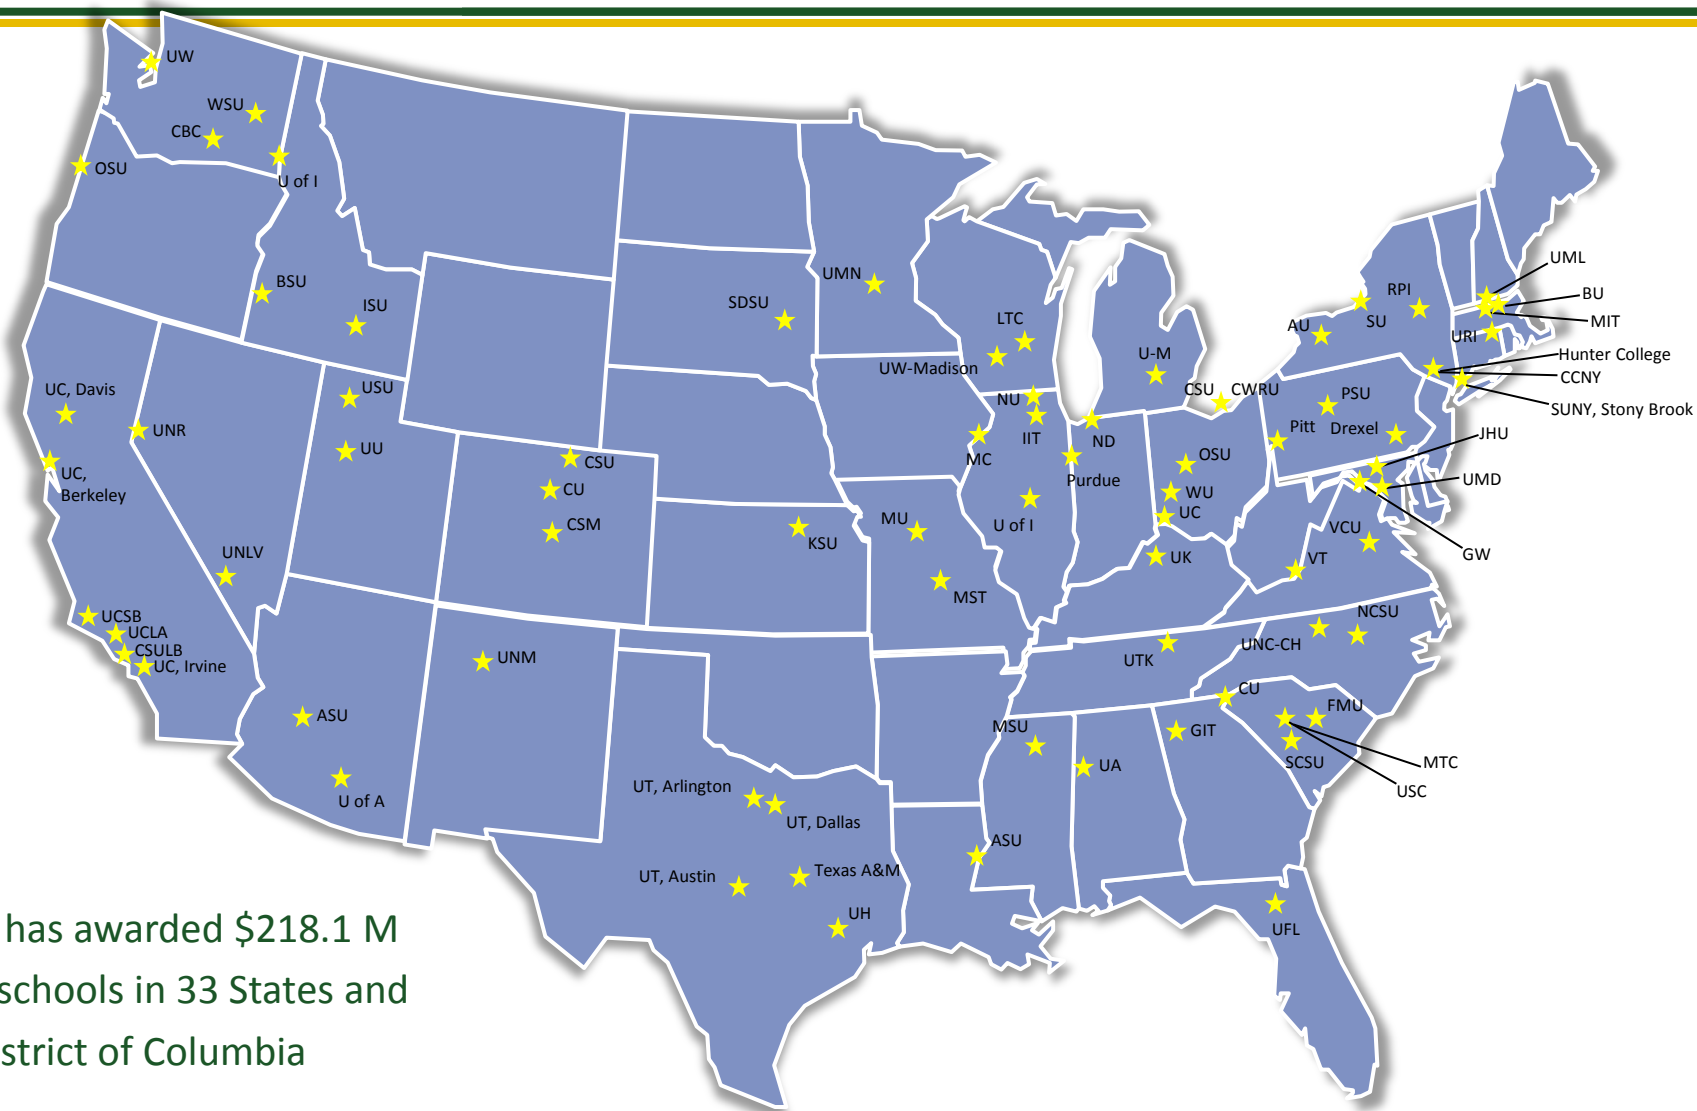 UW
WSU
CBC
OSU
U of I
BSU
ISU
UC, Davis
UNR
UC,
Berkeley
UNLV
UCSB
UCLA
CSULB
UC, Irvine
USU
UU
CSU
CU
CSM
ASU
U of A
UNM
SDSU
UMN
KSU
LTC
UW-Madison
NU
IIT
MC
U of I
MU
MST
U-M
ND
Purdue
CSU
CWRU
OSU
WU
UC
UK
UTK
UT, Arlington
UT, Dallas
UT, Austin
Texas A&M
UH
MSU
ASU
UA
GIT
UFL
CU
FMU
SCSU
MTC
USC
UNC-CH
NCSU
VT
VCU
GW
UMD
JHU
Pitt
PSU
Drexel
AU
SU
RPI
URI
UML
BU
MIT
Hunter College
CCNY
SUNY, Stony Brook
has awarded $218.1 M
schools in 33 States and
strict of Columbia